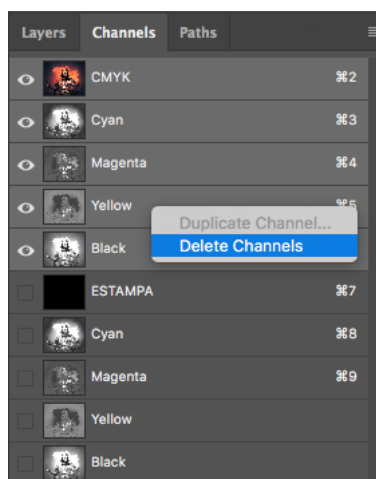 Layers Channels Paths
CMYK ⌘2
Cyan ⌘3
Magenta ⌘4
Yellow ⌘5
Duplicate Channel...
Delete Channels
Black
ESTAMPA ⌘7
Cyan ⌘8
Magenta ⌘9
Yellow
Black